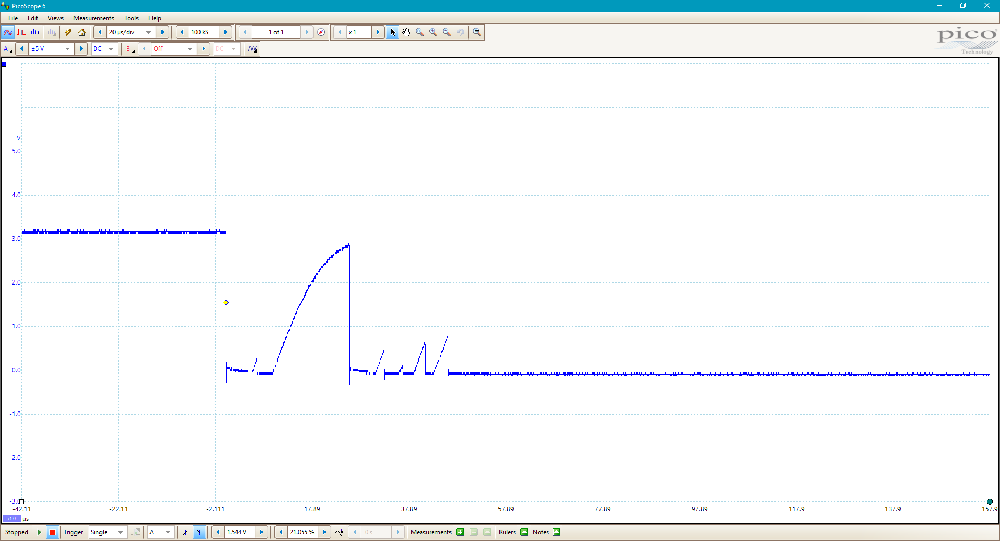 PicoScope 6
File Edit Views Measurements Tools Help
20 µs/div 100 kS 1 of 1 x 1
A ±5 V DC B Off DC
pico
Technology
V
5.0
4.0
3.0
2.0
1.0
0.0
-1.0
-2.0
-3.0
-42.11 -22.11 -2.111 17.89 37.89 57.89 77.89 97.89 117.9 137.9 157.9
x1.0 µs
Stopped Trigger Single A 1.544 V 21.055 % 0 s Measurements Rulers Notes